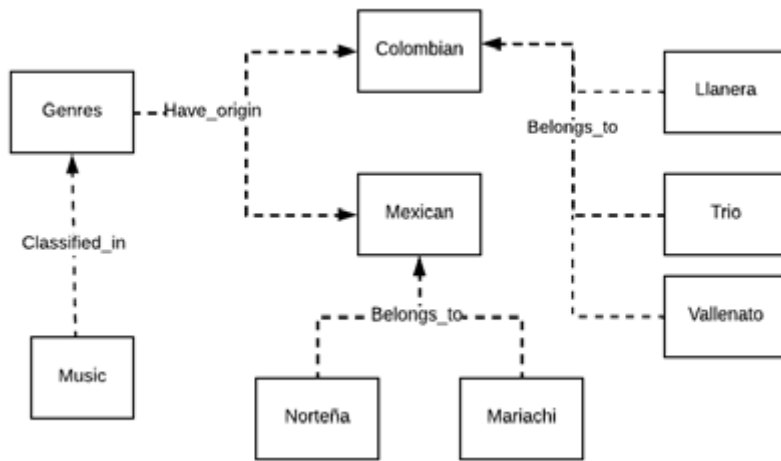 Colombian
Llanera
Genres
Have_origin
Belongs_to
Mexican
Trio
Classified_in
Belongs_to
Vallenato
Music
Norteña
Mariachi